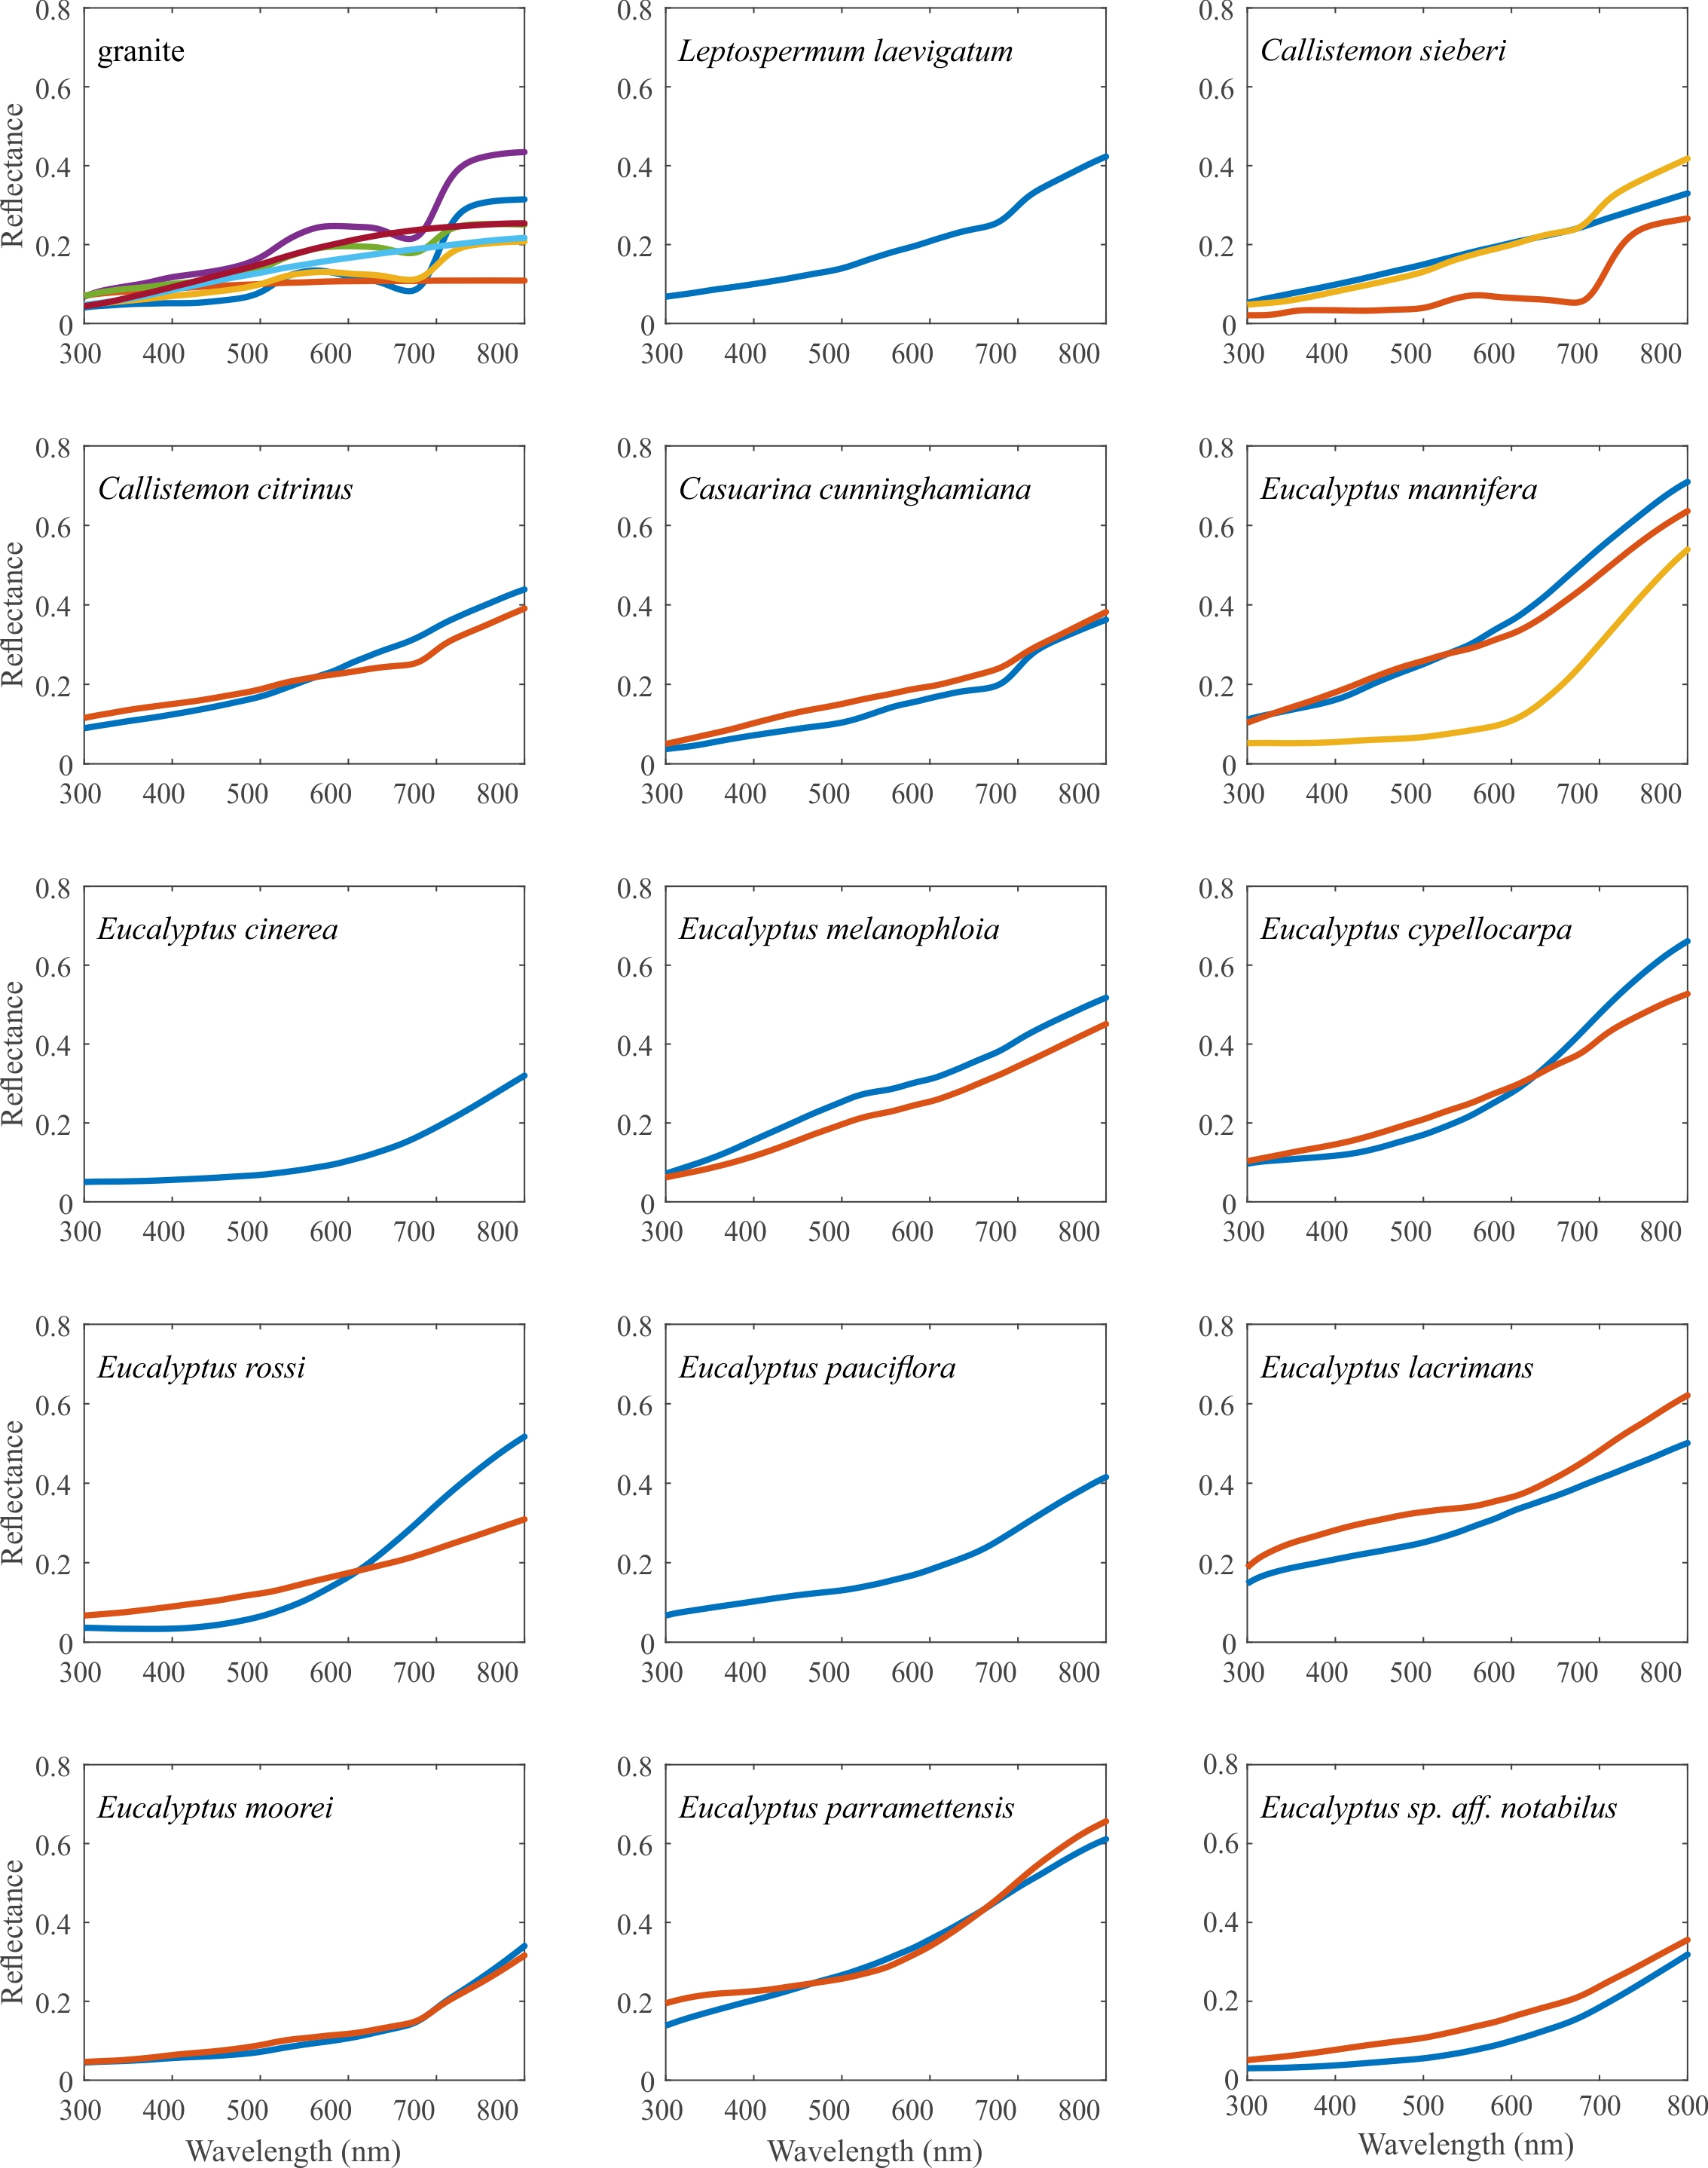 granite
Leptospermum laevigatum
Callistemon sieberi
0.8
0.6
0.4
0.2
0
Reflectance
300 400 500 600 700 800
0.8
0.6
0.4
0.2
0
300 400 500 600 700 800
0.8
0.6
0.4
0.2
0
300 400 500 600 700 800
Callistemon citrinus
Casuarina cunninghamiana
Eucalyptus mannifera
0.8
0.6
0.4
0.2
0
Reflectance
300 400 500 600 700 800
0.8
0.6
0.4
0.2
0
300 400 500 600 700 800
0.8
0.6
0.4
0.2
0
300 400 500 600 700 800
Eucalyptus cinerea
Eucalyptus melanophloia
Eucalyptus cypellocarpa
0.8
0.6
0.4
0.2
0
Reflectance
300 400 500 600 700 800
0.8
0.6
0.4
0.2
0
300 400 500 600 700 800
0.8
0.6
0.4
0.2
0
300 400 500 600 700 800
Eucalyptus rossi
Eucalyptus pauciflora
Eucalyptus lacrimans
0.8
0.6
0.4
0.2
0
Reflectance
300 400 500 600 700 800
0.8
0.6
0.4
0.2
0
300 400 500 600 700 800
0.8
0.6
0.4
0.2
0
300 400 500 600 700 800
Eucalyptus moorei
Eucalyptus parramettensis
Eucalyptus sp. aff. notabilus
0.8
0.6
0.4
0.2
0
Reflectance
300 400 500 600 700 800
Wavelength (nm)
0.8
0.6
0.4
0.2
0
300 400 500 600 700 800
Wavelength (nm)
0.8
0.6
0.4
0.2
0
300 400 500 600 700 800
Wavelength (nm)